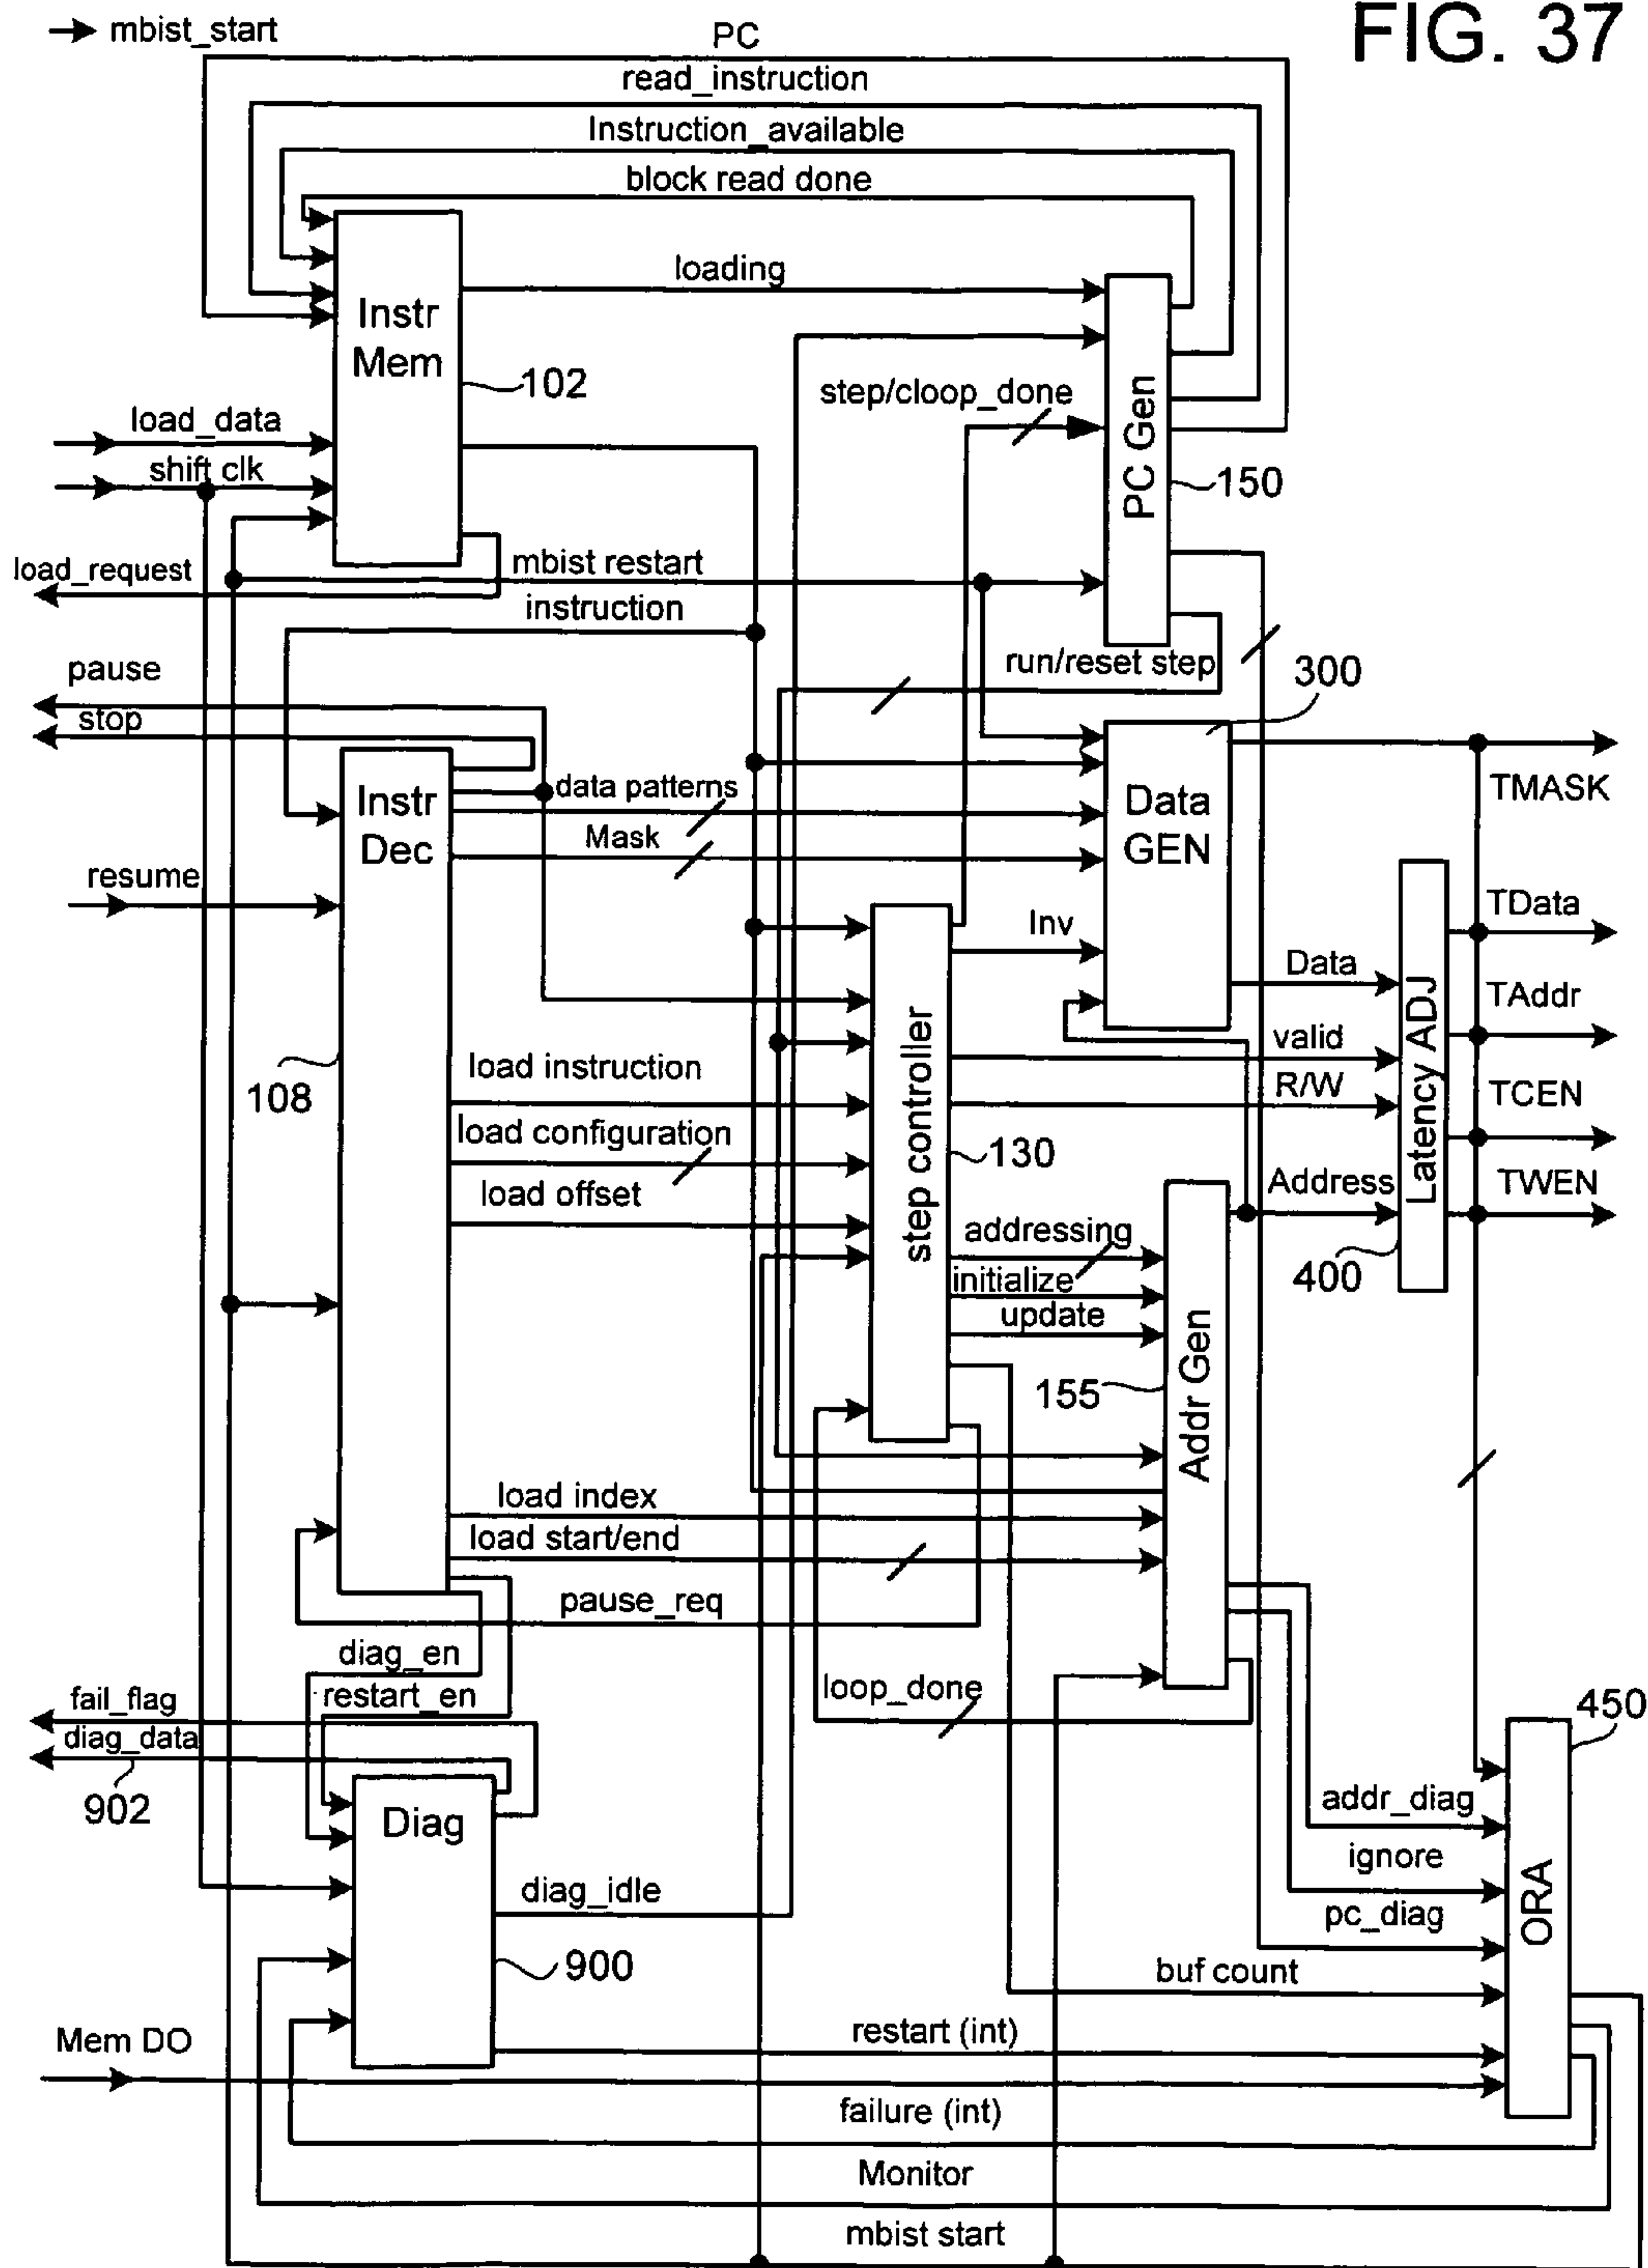 FIG. 37
mbist_start
PC
read_instruction
Instruction_available
block read done
loading
Instr
Mem
102
step/cloop_done
PC Gen
150
load_data
shift clk
load_request
mbist restart
instruction
run/reset step
300
pause
stop
Instr
Dec
data patterns
Mask
Data
GEN
TMASK
resume
Inv
Data
TData
TAddr
valid
R/W
TCEN
Latency ADJ
108
load instruction
load configuration
load offset
step controller
130
Address
TWEN
400
addressing
initialize
update
155
Addr Gen
load index
load start/end
pause_req
diag_en
restart_en
loop_done
fail_flag
diag_data
902
450
Diag
addr_diag
ignore
pc_diag
ORA
diag_idle
900
buf count
restart (int)
Mem DO
failure (int)
Monitor
mbist start